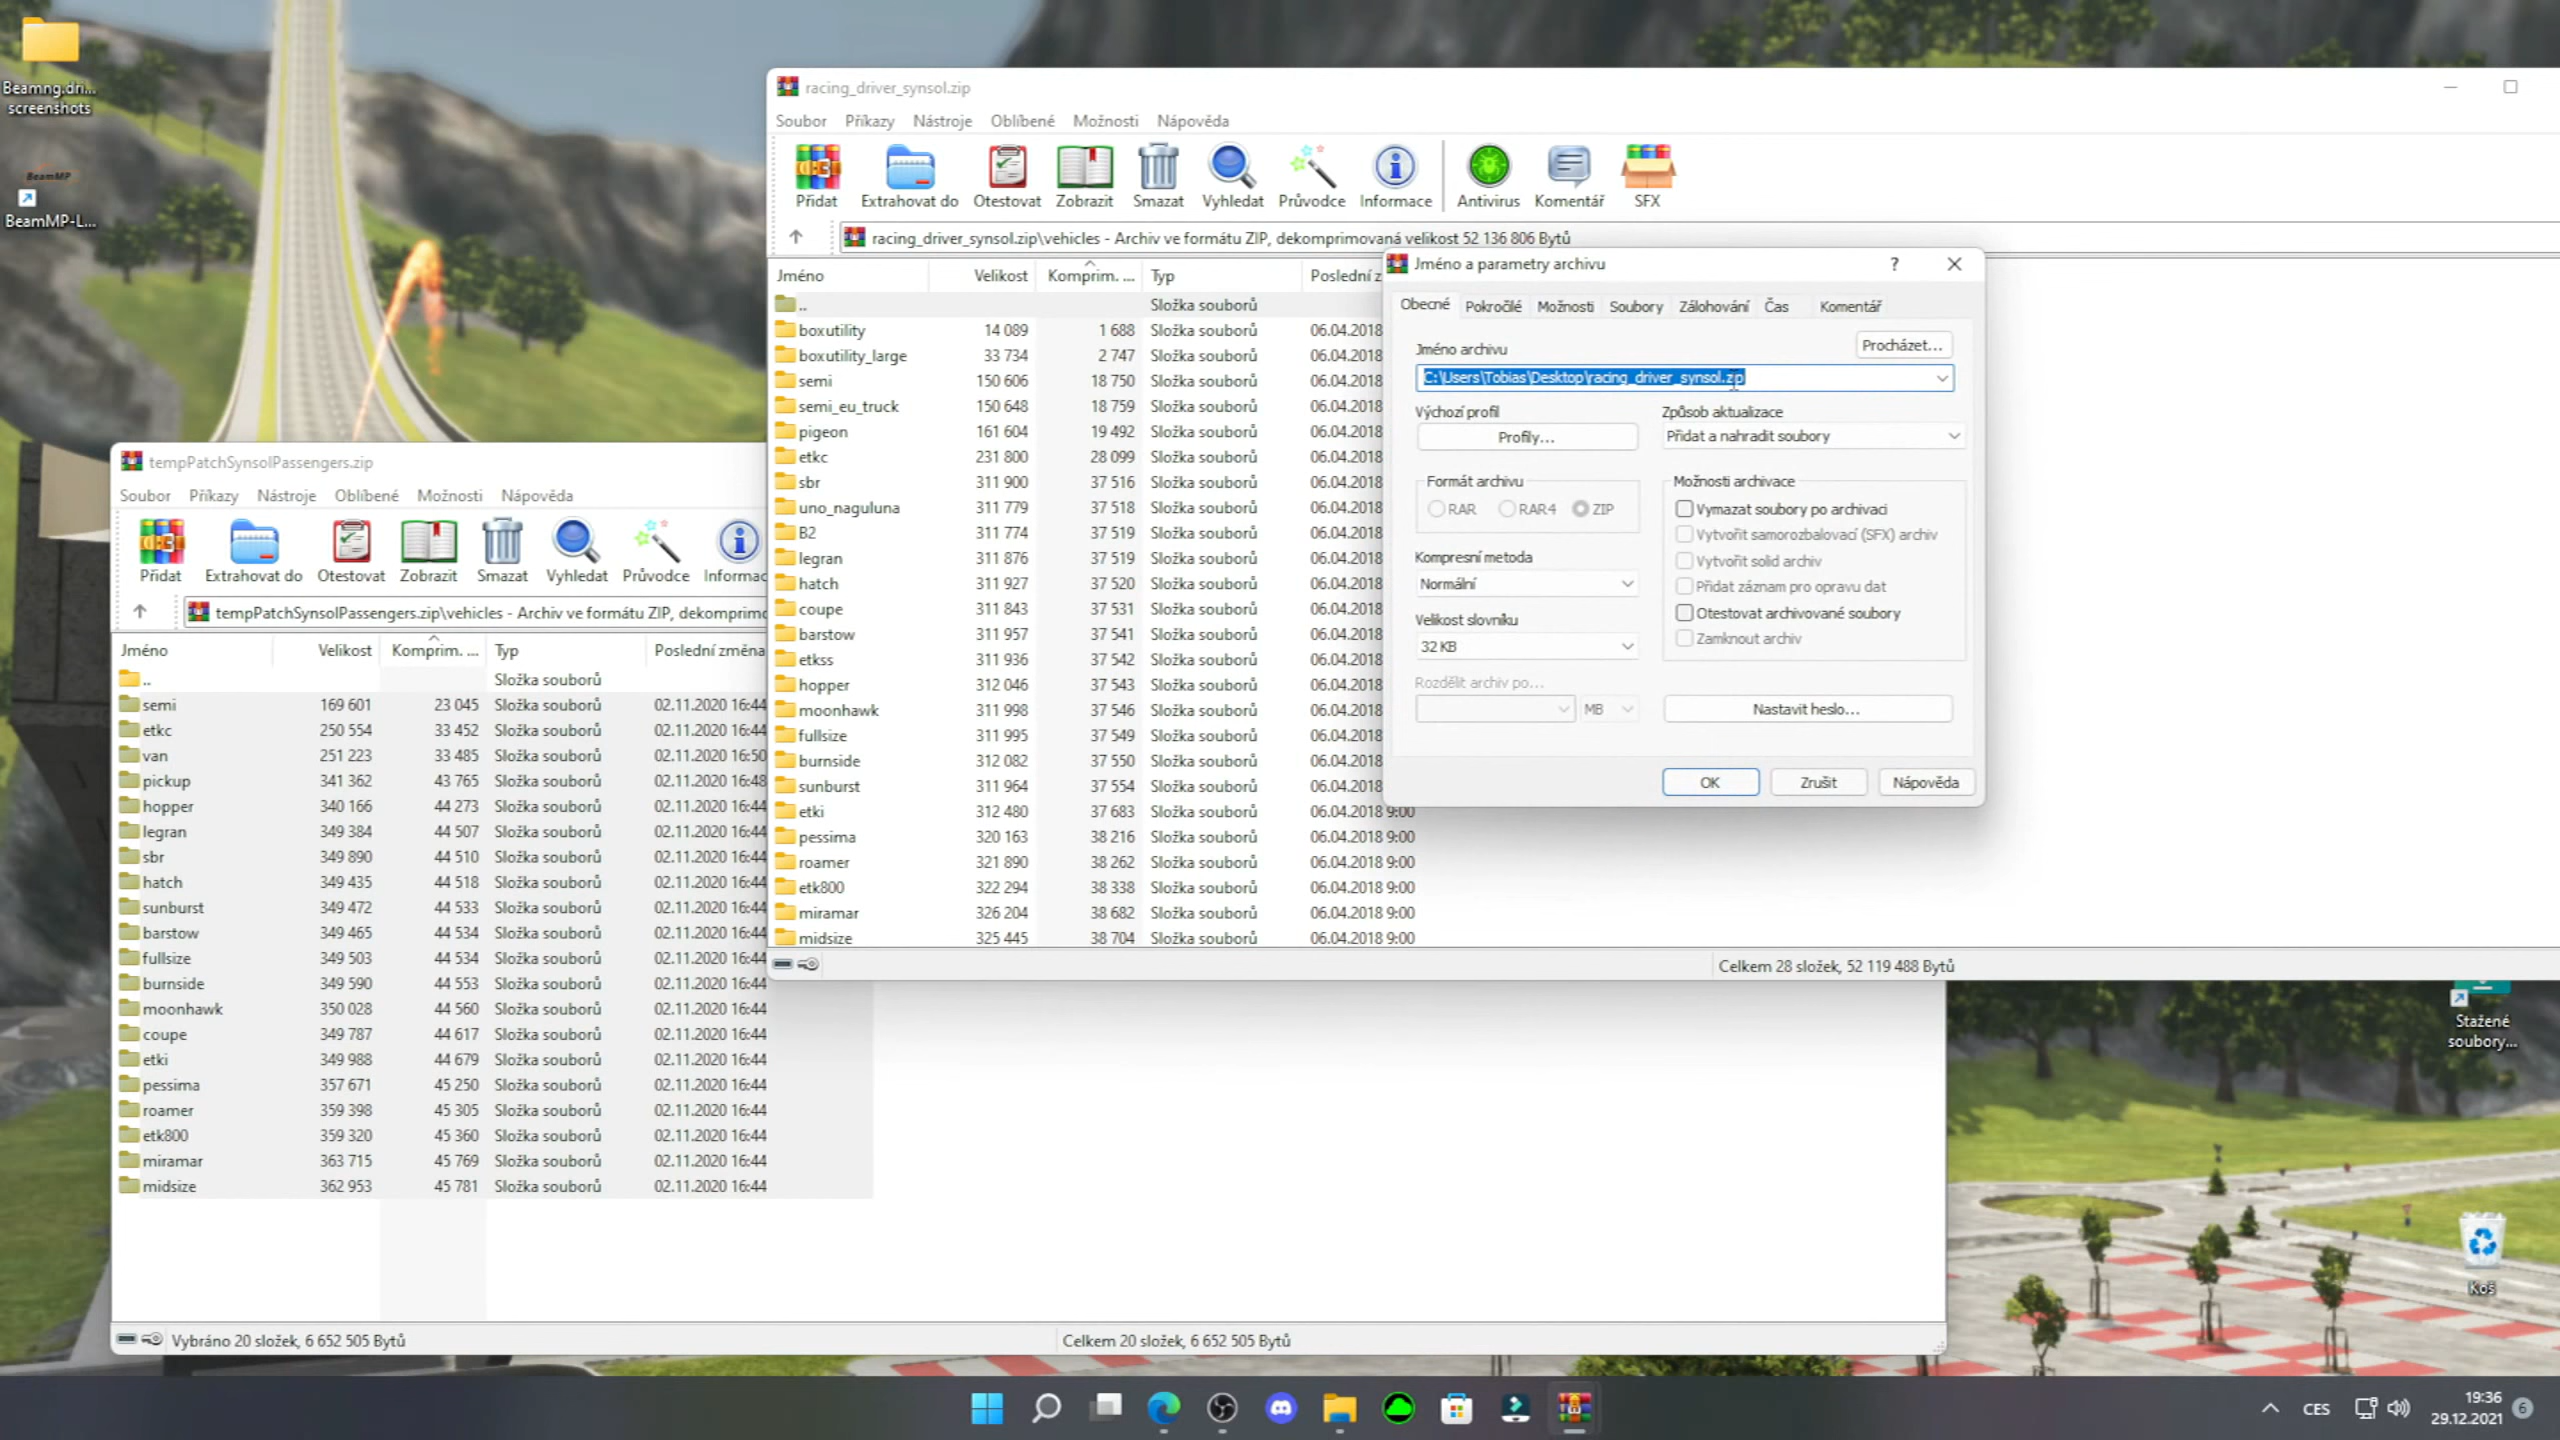 Beamng.dri...
screenshots
BeamMP
BeamMP-L...
racing_driver_synsol.zip
Soubor Příkazy Nástroje Oblíbené Možnosti Nápověda
Přidat Extrahovat do Otestovat Zobrazit Smazat Vyhledat Průvodce Informace Antivirus Komentář SFX
racing_driver_synsol.zip\vehicles - Archiv ve formátu ZIP, dekomprimovaná velikost 52 136 806 Bytů
Jméno Velikost Komprim. ... Typ Poslední z
.. Složka souborů
boxutility 14 089 1 688 Složka souborů 06.04.2018
boxutility_large 33 734 2 747 Složka souborů 06.04.2018
semi 150 606 18 750 Složka souborů 06.04.2018
semi_eu_truck 150 648 18 759 Složka souborů 06.04.2018
pigeon 161 604 19 492 Složka souborů 06.04.2018
etkc 231 800 28 099 Složka souborů 06.04.2018
sbr 311 900 37 516 Složka souborů 06.04.2018
uno_naguluna 311 779 37 518 Složka souborů 06.04.2018
B2 311 774 37 519 Složka souborů 06.04.2018
legran 311 876 37 519 Složka souborů 06.04.2018
hatch 311 927 37 520 Složka souborů 06.04.2018
coupe 311 843 37 531 Složka souborů 06.04.2018
barstow 311 957 37 541 Složka souborů 06.04.2018
etkss 311 936 37 542 Složka souborů 06.04.2018
hopper 312 046 37 543 Složka souborů 06.04.2018
moonhawk 311 998 37 546 Složka souborů 06.04.2018
fullsize 311 995 37 549 Složka souborů 06.04.2018
burnside 312 082 37 550 Složka souborů 06.04.2018
sunburst 311 964 37 554 Složka souborů 06.04.2018
etki 312 480 37 683 Složka souborů 06.04.2018 9:00
pessima 320 163 38 216 Složka souborů 06.04.2018 9:00
roamer 321 890 38 262 Složka souborů 06.04.2018 9:00
etk800 322 294 38 338 Složka souborů 06.04.2018 9:00
miramar 326 204 38 682 Složka souborů 06.04.2018 9:00
midsize 325 445 38 704 Složka souborů 06.04.2018 9:00
Celkem 28 složek, 52 119 488 Bytů
Jméno a parametry archivu ?
Obecné Pokročilé Možnosti Soubory Zálohování Čas Komentář
Jméno archivu Procházet...
C:\Users\Tobias\Desktop\racing_driver_synsol.zip
Výchozí profil Způsob aktualizace
Profily... Přidat a nahradit soubory
Formát archivu Možnosti archivace
RAR RAR4 ZIP Vymazat soubory po archivaci
Vytvořit samorozbalovací (SFX) archiv
Kompresní metoda Vytvořit solid archiv
Normální Přidat záznam pro opravu dat
Velikost slovníku Otestovat archivované soubory
32 KB Zamknout archiv
Rozdělit archiv po...
MB Nastavit heslo...
OK Zrušit Nápověda
tempPatchSynsolPassengers.zip
Soubor Příkazy Nástroje Oblíbené Možnosti Nápověda
Přidat Extrahovat do Otestovat Zobrazit Smazat Vyhledat Průvodce Informac
tempPatchSynsolPassengers.zip\vehicles - Archiv ve formátu ZIP, dekomprimo
Jméno Velikost Komprim. ... Typ Poslední změna
.. Složka souborů
semi 169 601 23 045 Složka souborů 02.11.2020 16:44
etkc 250 554 33 452 Složka souborů 02.11.2020 16:44
van 251 223 33 485 Složka souborů 02.11.2020 16:50
pickup 341 362 43 765 Složka souborů 02.11.2020 16:48
hopper 340 166 44 273 Složka souborů 02.11.2020 16:44
legran 349 384 44 507 Složka souborů 02.11.2020 16:44
sbr 349 890 44 510 Složka souborů 02.11.2020 16:44
hatch 349 435 44 518 Složka souborů 02.11.2020 16:44
sunburst 349 472 44 533 Složka souborů 02.11.2020 16:44
barstow 349 465 44 534 Složka souborů 02.11.2020 16:44
fullsize 349 503 44 534 Složka souborů 02.11.2020 16:44
burnside 349 590 44 553 Složka souborů 02.11.2020 16:44
moonhawk 350 028 44 560 Složka souborů 02.11.2020 16:44
coupe 349 787 44 617 Složka souborů 02.11.2020 16:44
etki 349 988 44 679 Složka souborů 02.11.2020 16:44
pessima 357 671 45 250 Složka souborů 02.11.2020 16:44
roamer 359 398 45 305 Složka souborů 02.11.2020 16:44
etk800 359 320 45 360 Složka souborů 02.11.2020 16:44
miramar 363 715 45 769 Složka souborů 02.11.2020 16:44
midsize 362 953 45 781 Složka souborů 02.11.2020 16:44
Vybráno 20 složek, 6 652 505 Bytů Celkem 20 složek, 6 652 505 Bytů
Stažené
soubory...
Koš
CES 19:36
29.12.2021 6